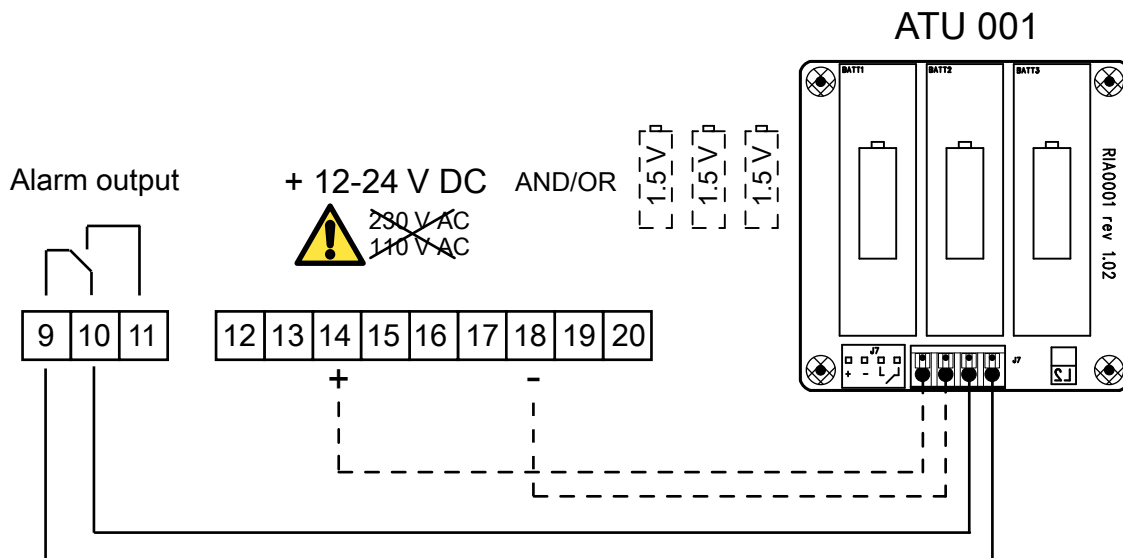 ATU 001
BATT1 BATT2 BATT3
RIA0001 rev 1.02
Alarm output
+ 12-24 V DC AND/OR
1.5 V 1.5 V 1.5 V
230 V AC
110 V AC
9 10 11
12 13 14 15 16 17 18 19 20
+ -
J7
+ -
J7
L2